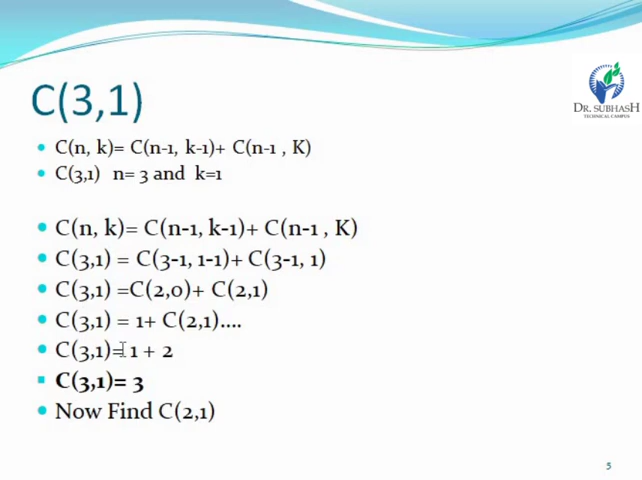 C(3,1)
DR. SUBHASH
TECHNICAL CAMPUS
• C(n, k)= C(n-1, k-1)+ C(n-1 , K)
• C(3,1) n= 3 and k=1
• C(n, k)= C(n-1, k-1)+ C(n-1 , K)
• C(3,1) = C(3-1, 1-1)+ C(3-1, 1)
• C(3,1) =C(2,0)+ C(2,1)
• C(3,1) = 1+ C(2,1)....
• C(3,1)= 1 + 2
▪ C(3,1)= 3
• Now Find C(2,1)
5